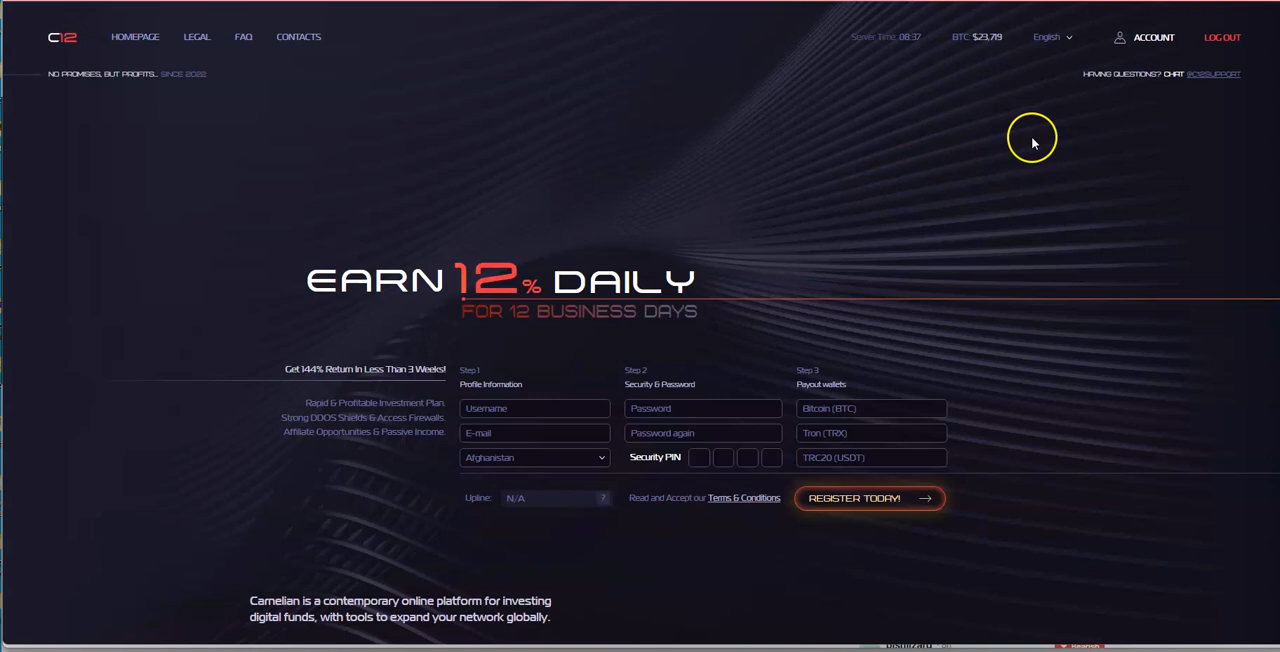 C12 HOMEPAGE LEGAL FAQ CONTACTS Server Time: 08:37 BTC: $23,719 English ACCOUNT LOG OUT
NO PROMISES, BUT PROFITS... SINCE 2022 HAVING QUESTIONS? CHAT @C12SUPPORT
EARN 12% DAILY
FOR 12 BUSINESS DAYS
Get 144% Return In Less Than 3 Weeks!
Rapid & Profitable Investment Plan.
Strong DDOS Shields & Access Firewalls.
Affiliate Opportunities & Passive Income.
Step 1
Profile Information
Username
E-mail
Afghanistan
Upline: N/A ?
Step 2
Security & Password
Password
Password again
Security PIN
Read and Accept our Terms & Conditions
Step 3
Payout wallets
Bitcoin (BTC)
Tron (TRX)
TRC20 (USDT)
REGISTER TODAY!
Carnelian is a contemporary online platform for investing
digital funds, with tools to expand your network globally.